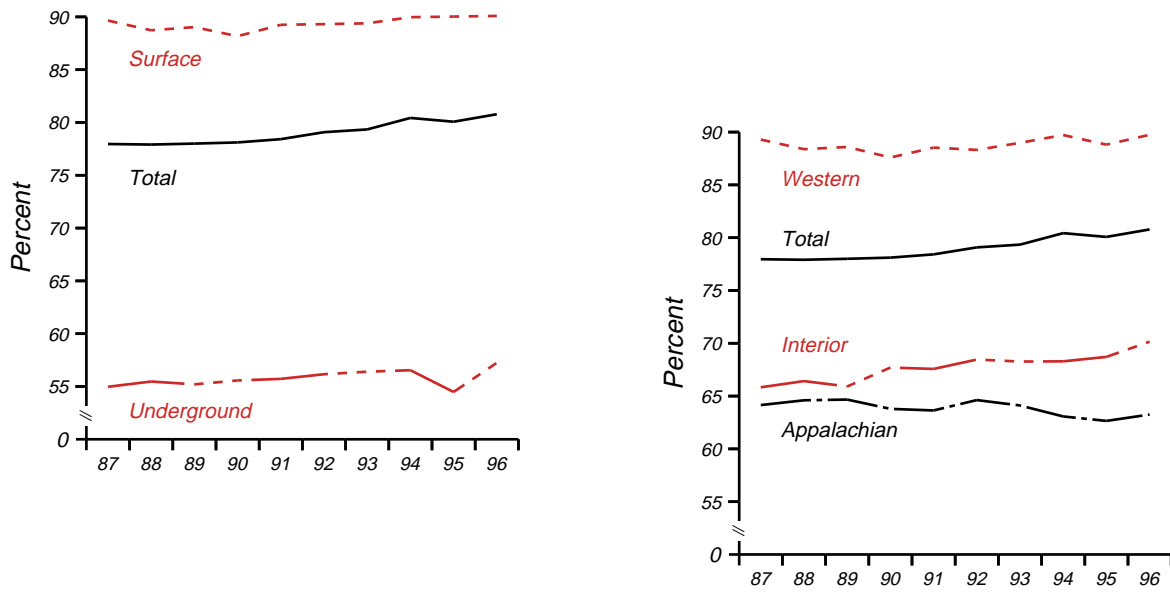 90
Surface
85
80
Total
75
Percent
70
65
60
55
Underground
0
87 88 89 90 91 92 93 94 95 96
90
Western
85
Total
80
75
Percent
70
Interior
65
Appalachian
60
55
0
87 88 89 90 91 92 93 94 95 96